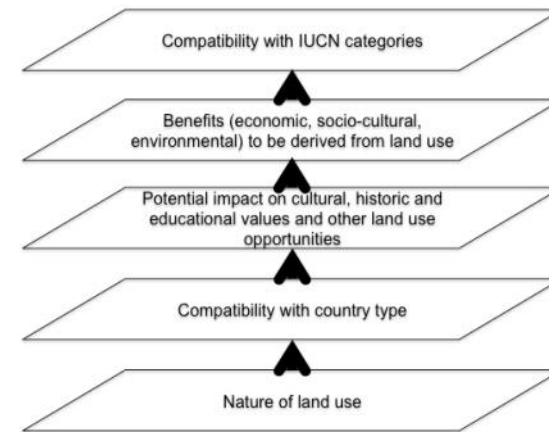 Compatibility with IUCN categories
Benefits (economic, socio-cultural,
environmental) to be derived from land use
Potential impact on cultural, historic and
educational values and other land use
opportunities
Compatibility with country type
Nature of land use